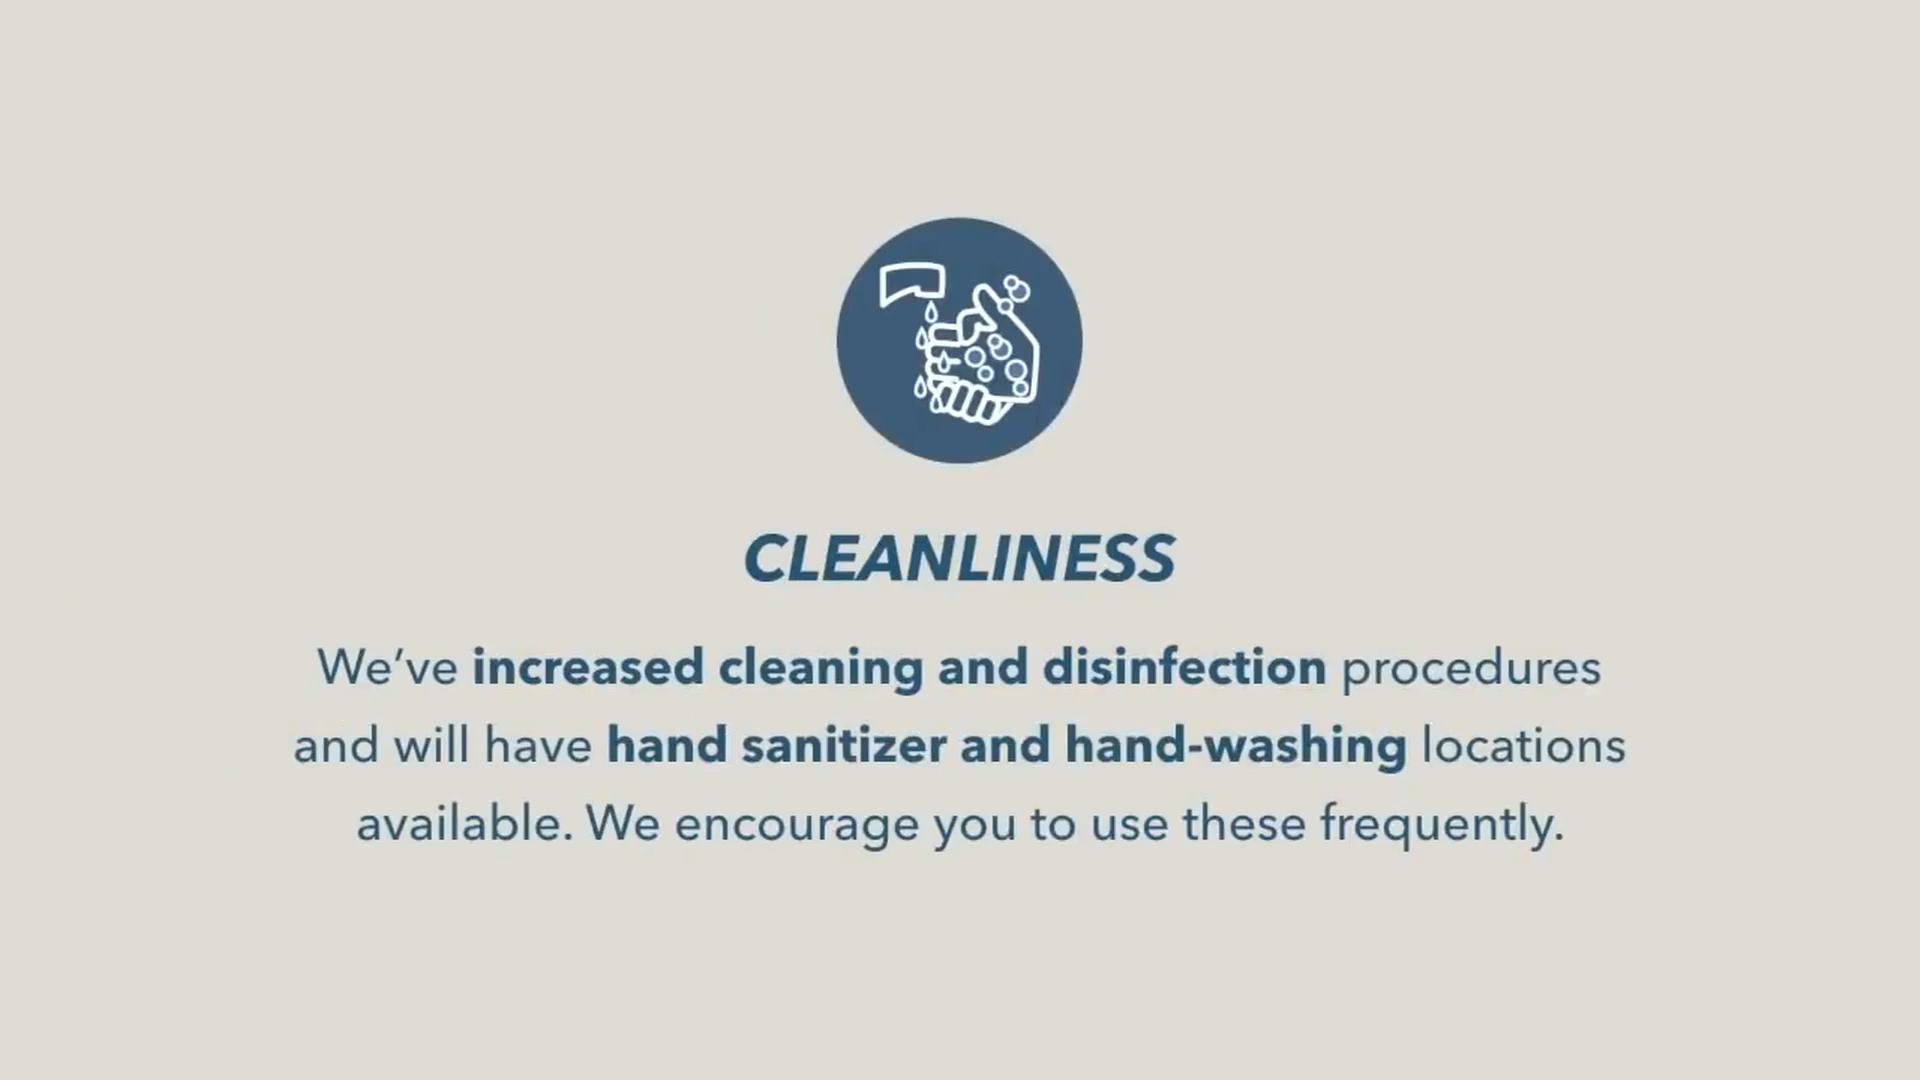 CLEANLINESS
We’ve increased cleaning and disinfection procedures
and will have hand sanitizer and hand-washing locations
available. We encourage you to use these frequently.